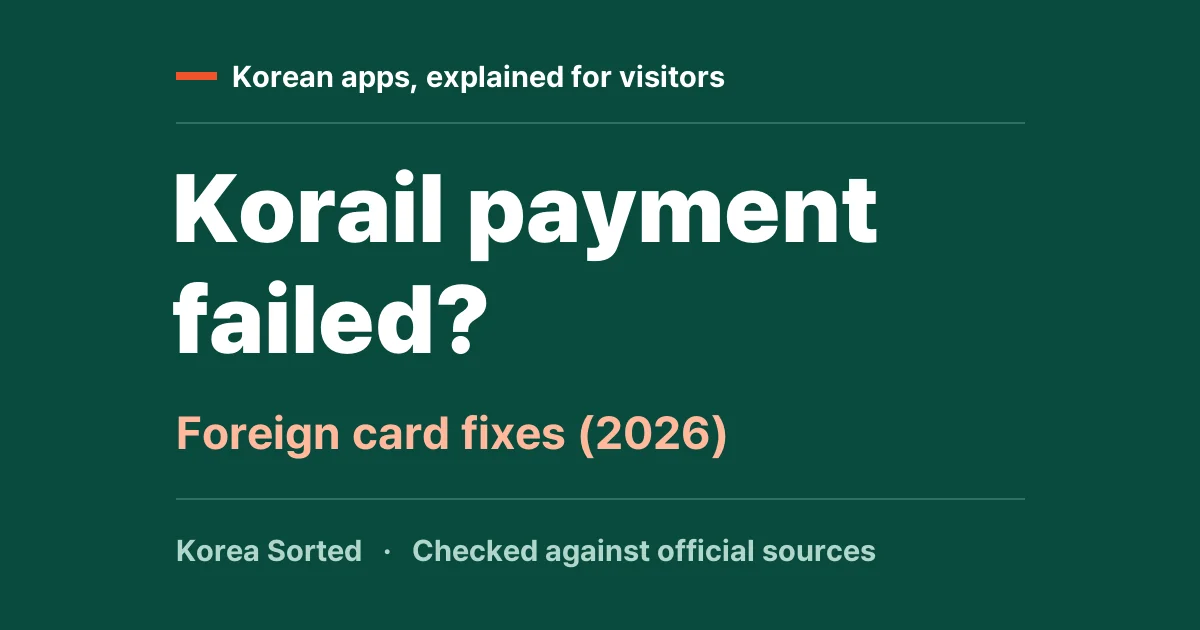 Korean apps, explained for visitors
Korail payment
failed?
Foreign card fixes (2026)
Korea Sorted · Checked against official sources